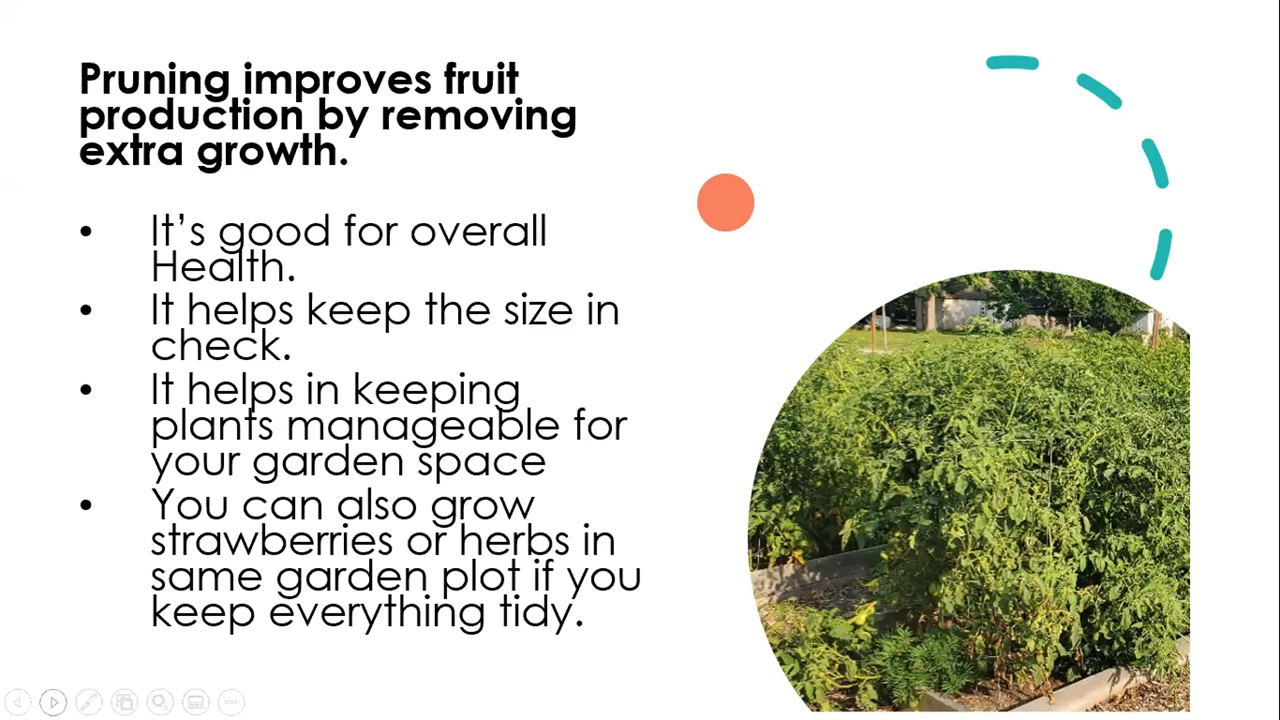 Pruning improves fruit
production by removing
extra growth.
• It’s good for overall
Health.
• It helps keep the size in
check.
• It helps in keeping
plants manageable for
your garden space
• You can also grow
strawberries or herbs in
same garden plot if you
keep everything tidy.